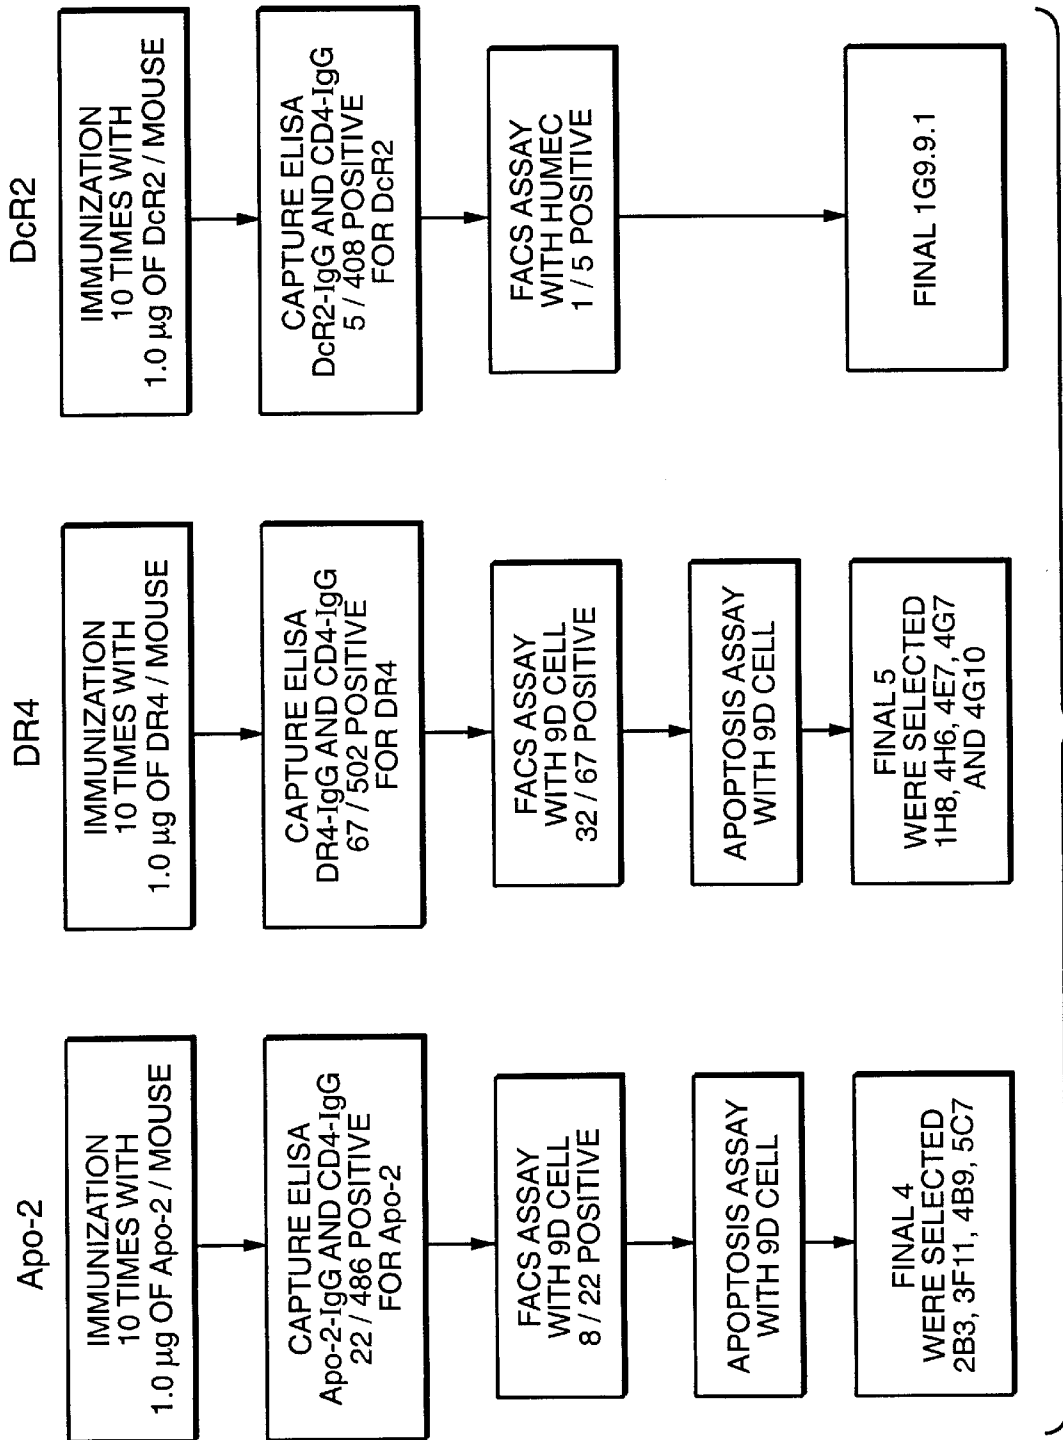 Apo-2
IMMUNIZATION
10 TIMES WITH
1.0 µg OF Apo-2 / MOUSE
CAPTURE ELISA
Apo-2-IgG AND CD4-IgG
22 / 486 POSITIVE
FOR Apo-2
FACS ASSAY
WITH 9D CELL
8 / 22 POSITIVE
APOPTOSIS ASSAY
WITH 9D CELL
FINAL 4
WERE SELECTED
2B3, 3F11, 4B9, 5C7
DR4
IMMUNIZATION
10 TIMES WITH
1.0 µg OF DR4 / MOUSE
CAPTURE ELISA
DR4-IgG AND CD4-IgG
67 / 502 POSITIVE
FOR DR4
FACS ASSAY
WITH 9D CELL
32 / 67 POSITIVE
APOPTOSIS ASSAY
WITH 9D CELL
FINAL 5
WERE SELECTED
1H8, 4H6, 4E7, 4G7
AND 4G10
DcR2
IMMUNIZATION
10 TIMES WITH
1.0 µg OF DcR2 / MOUSE
CAPTURE ELISA
DcR2-IgG AND CD4-IgG
5 / 408 POSITIVE
FOR DcR2
FACS ASSAY
WITH HUMEC
1 / 5 POSITIVE
FINAL 1G9.9.1